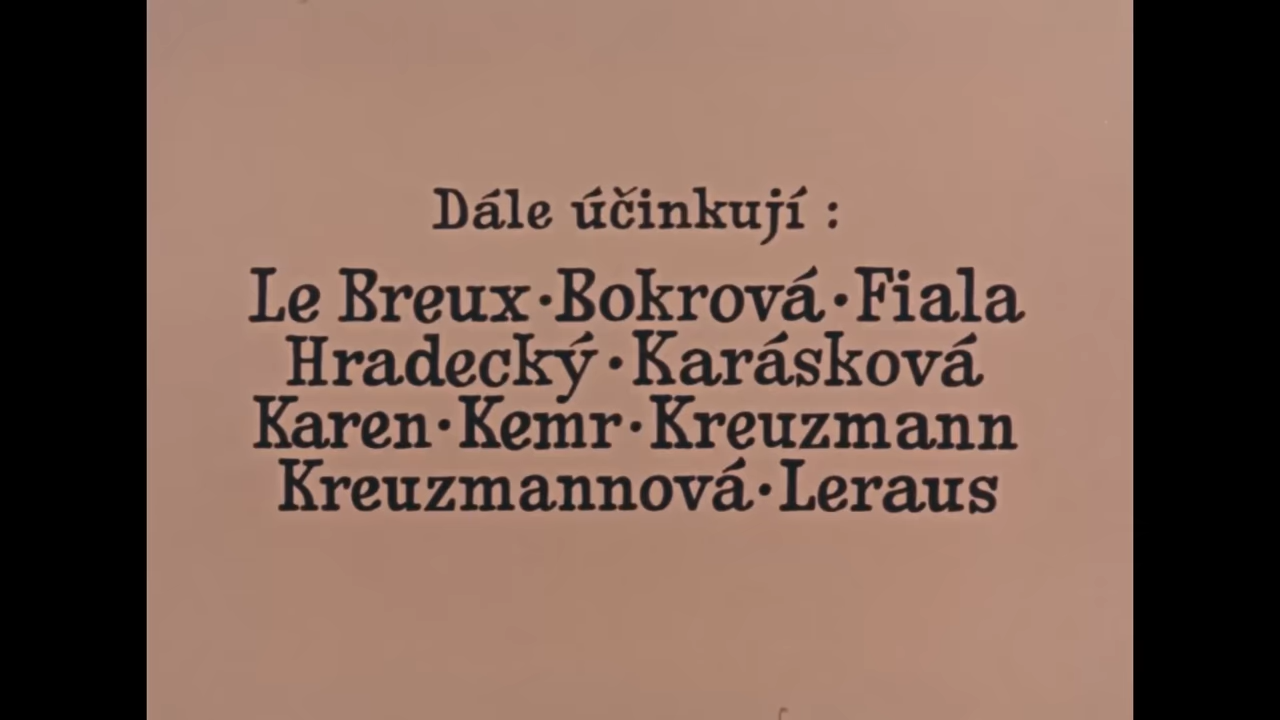 Dále účinkují :
Le Breux·Bokrová·Fiala
Hradecký·Karásková
Karen·Kemr·Kreuzmann
Kreuzmannová·Leraus